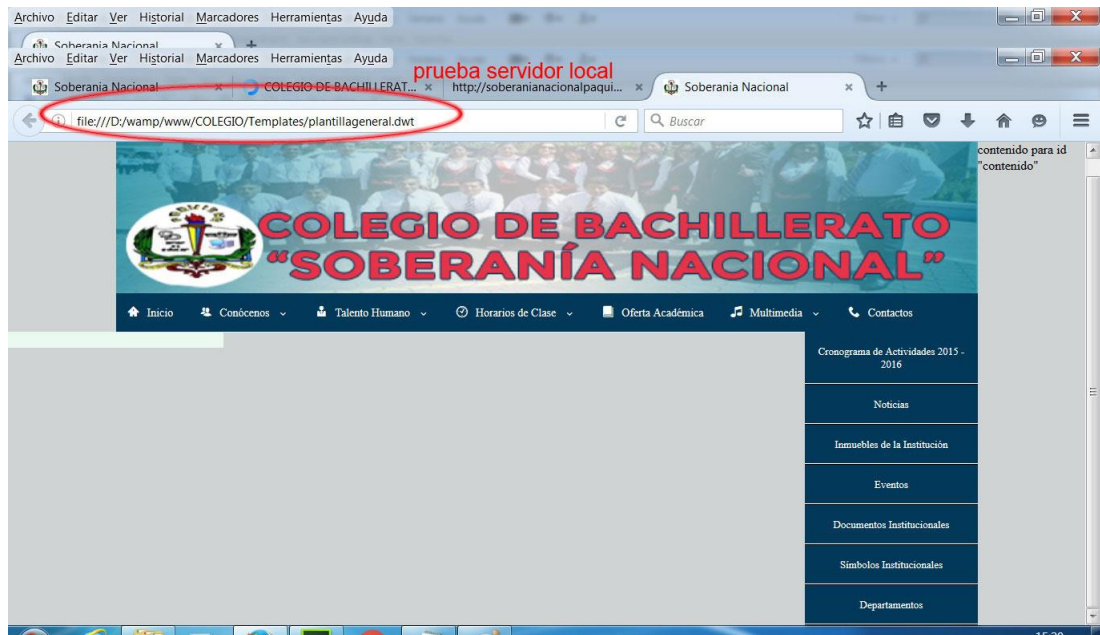 Archivo Editar Ver Historial Marcadores Herramientas Ayuda
Soberania Nacional × +
Archivo Editar Ver Historial Marcadores Herramientas Ayuda
prueba servidor local
Soberania Nacional × COLEGIO DE BACHILLERAT... × http://soberanianacionalpaqui... × Soberania Nacional × +
file:///D:/wamp/www/COLEGIO/Templates/plantillageneral.dwt Buscar
contenido para id
"contenido"
COLEGIO DE BACHILLERATO
“SOBERANÍA NACIONAL”
Inicio Conócenos Talento Humano Horarios de Clase Oferta Académica Multimedia Contactos
Cronograma de Actividades 2015 -
2016
Noticias
Inmuebles de la Institución
Eventos
Documentos Institucionales
Símbolos Institucionales
Departamentos